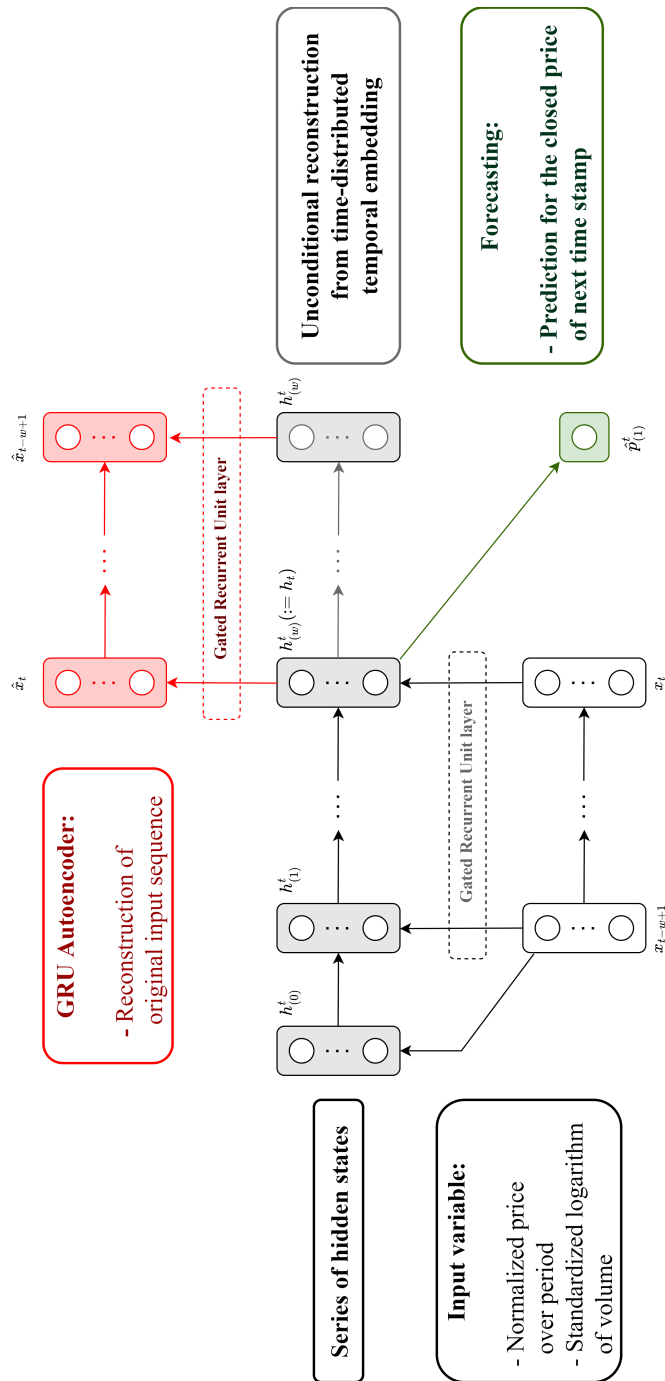 GRU Autoencoder:
- Reconstruction of
original input sequence
x̂_t
x̂_{t−w+1}
Gated Recurrent Unit layer
Series of hidden states
h^t_{(0)}
h^t_{(1)}
h^t_{(w)}(:= h_t)
h^t_{(w)}
Unconditional reconstruction
from time-distributed
temporal embedding
Gated Recurrent Unit layer
Input variable:
- Normalized price
over period
- Standardized logarithm
of volume
x_{t−w+1}
x_t
p̂^t_{(1)}
Forecasting:
- Prediction for the closed price
of next time stamp